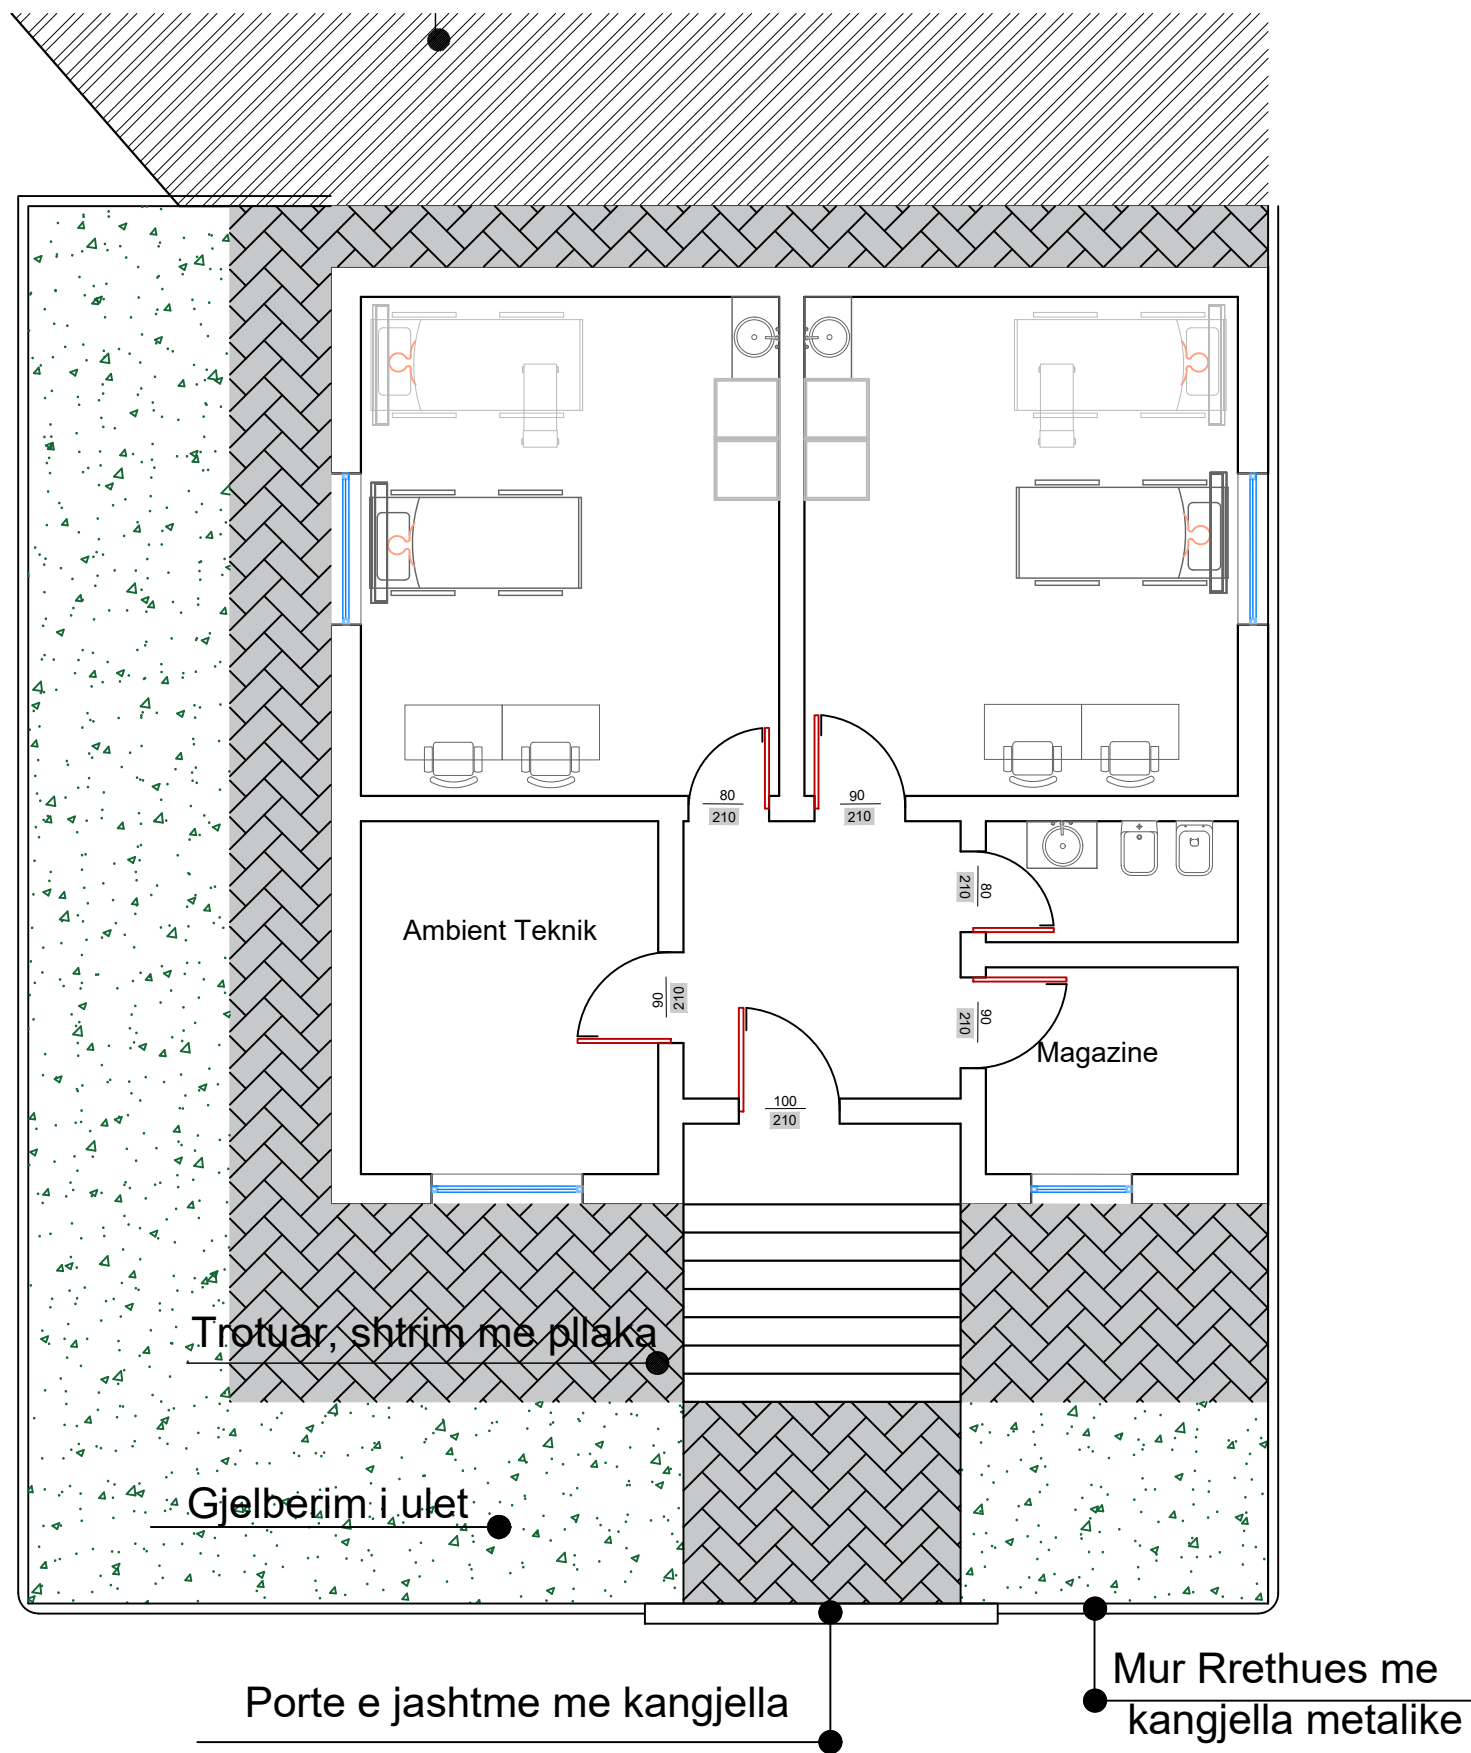 80
210
90
210
80
210
Ambient Teknik
90
210
90
210
Magazine
100
210
Trotuar, shtrim me pllaka
Gjelberim i ulet
Mur Rrethues me
kangjella metalike
Porte e jashtme me kangjella